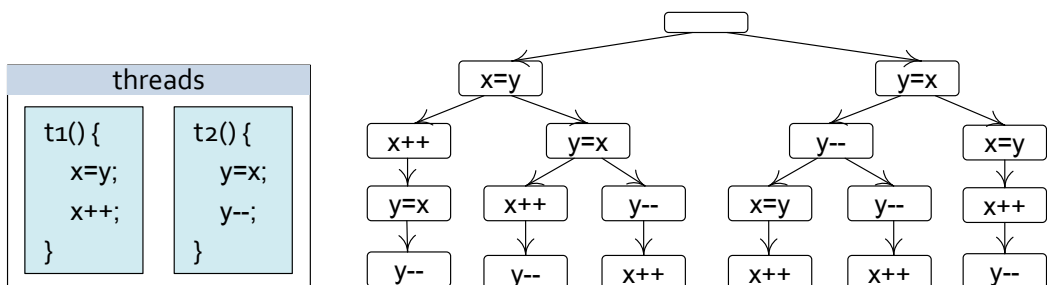 threads
t1() {
x=y;
x++;
}
t2() {
y=x;
y--;
}
x=y
y=x
x++
y=x
y--
x=y
y=x
x++
y--
x=y
y--
x++
y--
y--
x++
x++
x++
y--